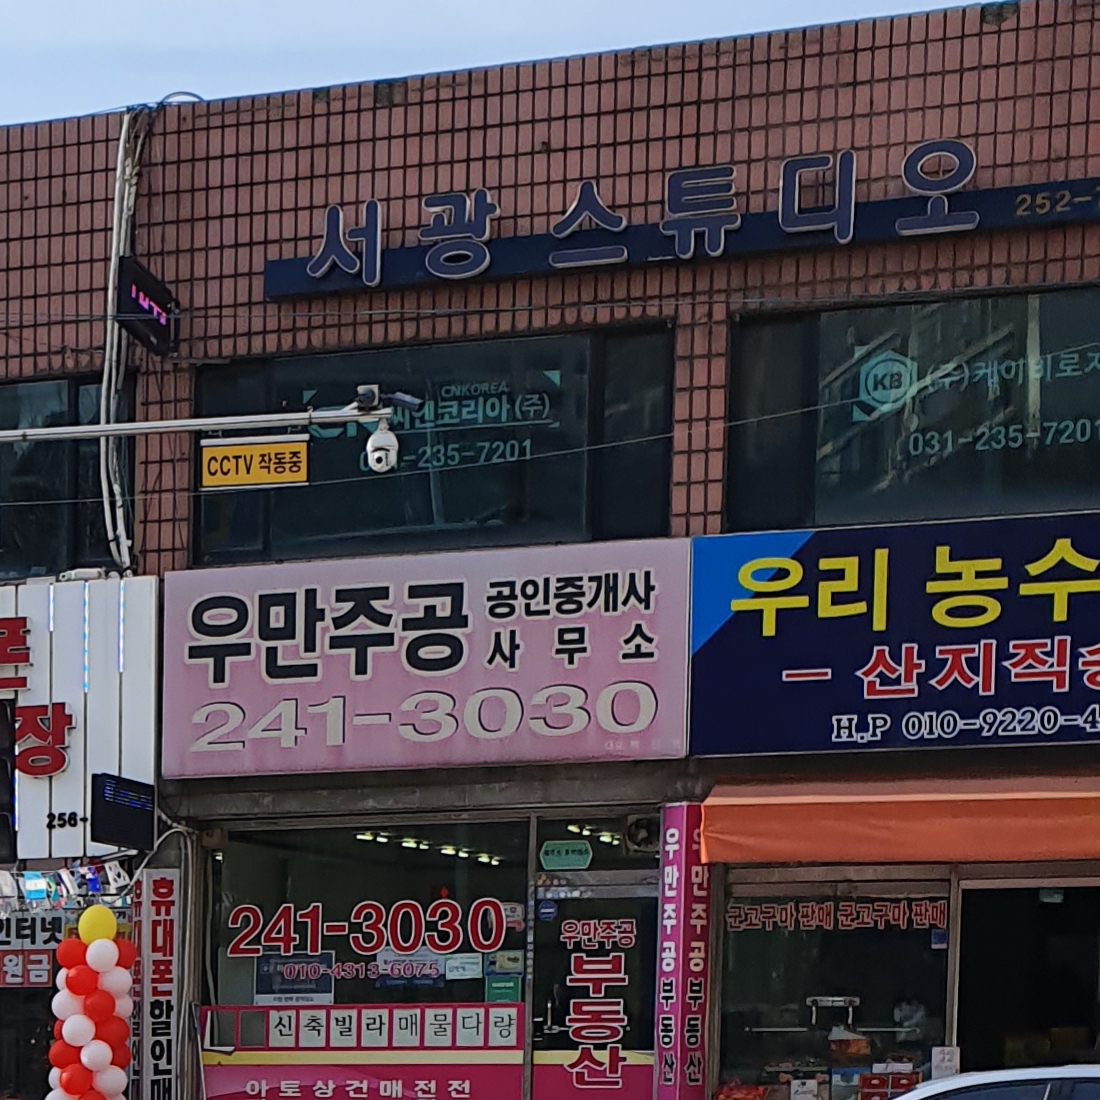 서광 스튜디오
252-7
CNKOREA
씨엔코리아(주)
-235-7201
CCTV 작동중
KB
(주)케이비로지
031-235-7201
우만주공 공인중개사
사무소
241-3030
우리 농수
- 산지직송
H.P 010-9220-4
폰
장
256-
인터넷
원금
휴대폰할인매
241-3030
010-4313-6075
신축빌라매물다량
아토상건매전전
우만주공
부동산
우만주공부동산
우만주공부동산
군고구마 판매 군고구마 판매